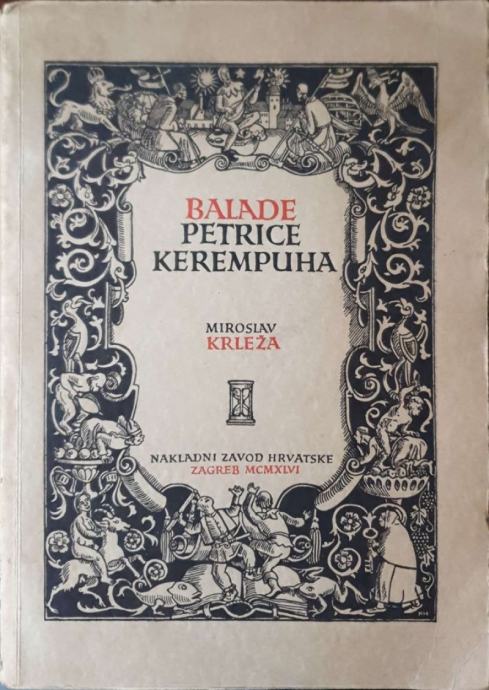 BALADE
PETRICE
KEREMPUHA
MIROSLAV
KRLEŽA
NAKLADNI ZAVOD HRVATSKE
ZAGREB MCMXLVI